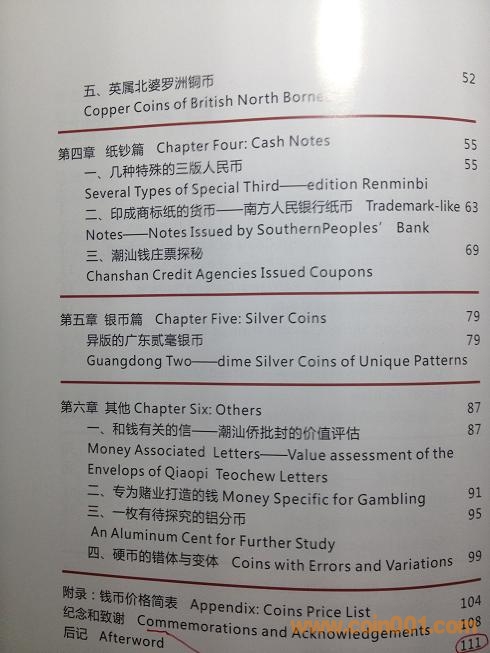 五、英属北婆罗洲铜币 52
Copper Coins of British North Borneo
第四章 纸钞篇 Chapter Four: Cash Notes 55
一、几种特殊的三版人民币 55
Several Types of Special Third——edition Renminbi
二、印成商标纸的货币——南方人民银行纸币 Trademark-like 63
Notes——Notes Issued by SouthernPeoples' Bank
三、潮汕钱庄票探秘 69
Chanshan Credit Agencies Issued Coupons
第五章 银币篇 Chapter Five: Silver Coins 79
异版的广东贰毫银币 79
Guangdong Two——dime Silver Coins of Unique Patterns
第六章 其他 Chapter Six: Others 87
一、和钱有关的信——潮汕侨批封的价值评估 87
Money Associated Letters——Value assessment of the
Envelops of Qiaopi Teochew Letters
二、专为赌业打造的钱 Money Specific for Gambling 91
三、一枚有待探究的铝分币 95
An Aluminum Cent for Further Study
四、硬币的错体与变体 Coins with Errors and Variations 99
附录：钱币价格简表 Appendix: Coins Price List 104
纪念和致谢 Commemorations and Acknowledgements 108
www.coin001.com
后记 Afterword 111